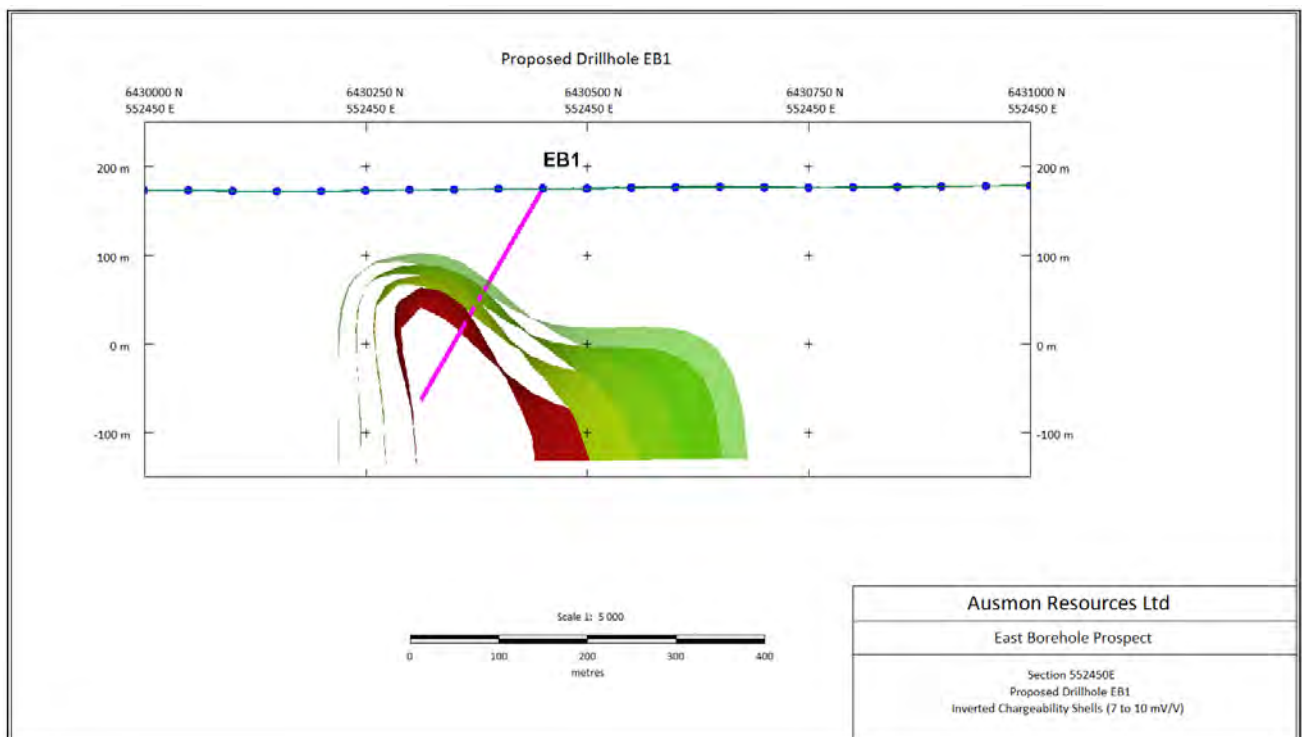 Proposed Drillhole EB1
6430000 N 6430250 N 6430500 N 6430750 N 6431000 N
552450 E 552450 E 552450 E 552450 E 552450 E
EB1
200 m 200 m
100 m 100 m
0 m 0 m
-100 m -100 m
Scale 1: 5 000
0 100 200 300 400
metres
Ausmon Resources Ltd
East Borehole Prospect
Section 552450E
Proposed Drillhole EB1
Inverted Chargeability Shells (7 to 10 mV/V)